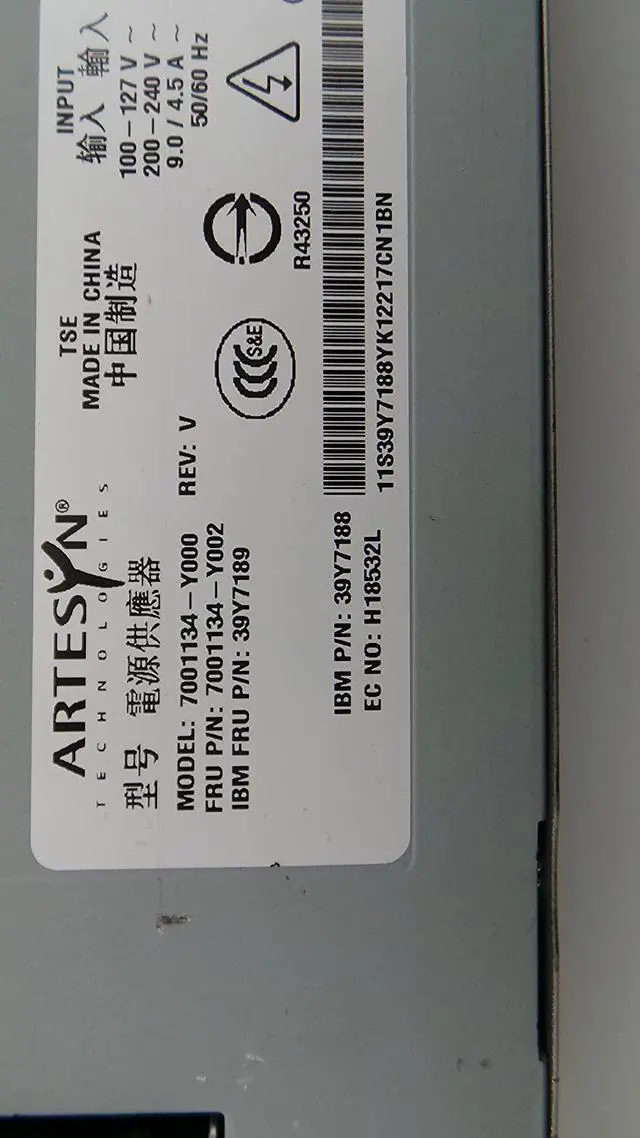 ARTESYN®
TECHNOLOGIES
型号 電源供應器
MODEL: 7001134-Y000 REV: V
FRU P/N: 7001134-Y002
IBM FRU P/N: 39Y7189
TSE
MADE IN CHINA
中国制造
INPUT
输入 輸入
100-127 V ~
200-240 V ~
9.0 / 4.5 A ~
50/60 Hz
CCC S&E
R43250
IBM P/N: 39Y7188
EC NO: H18532L
11S39Y7188YK12217CN1BN